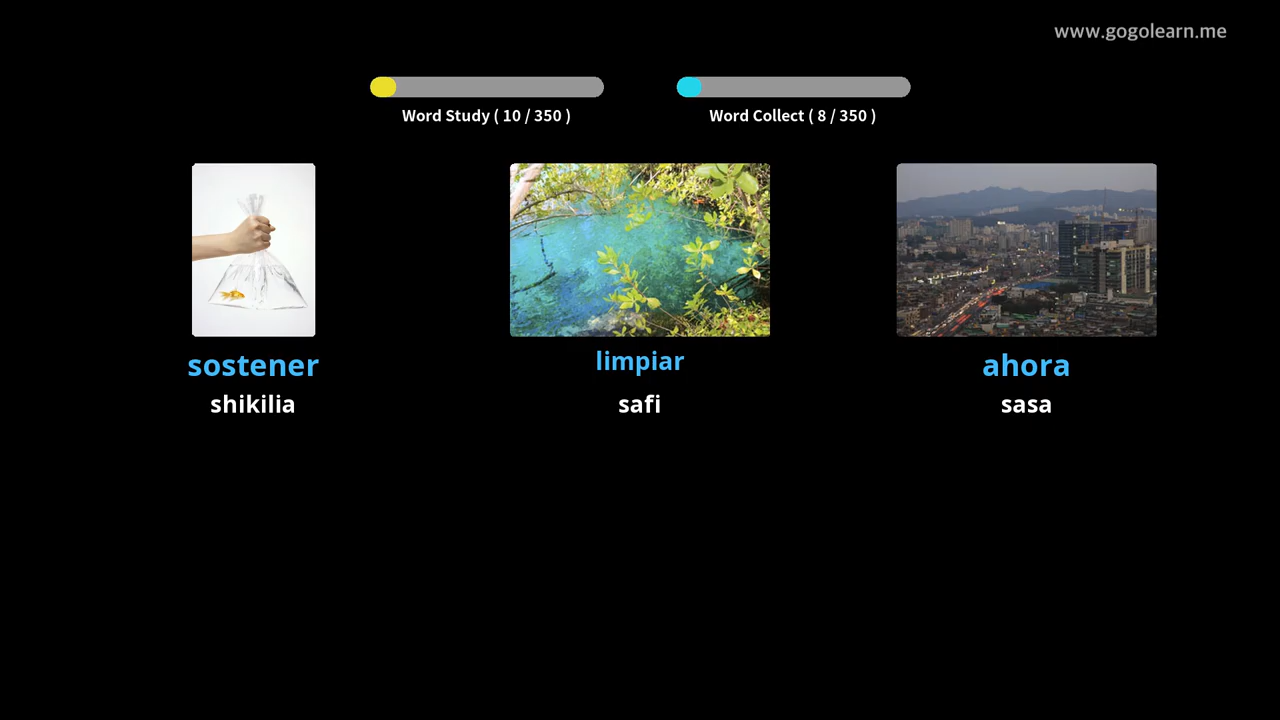 www.gogolearn.me
Word Study ( 10 / 350 )
Word Collect ( 8 / 350 )
sostener
limpiar
ahora
shikilia
safi
sasa